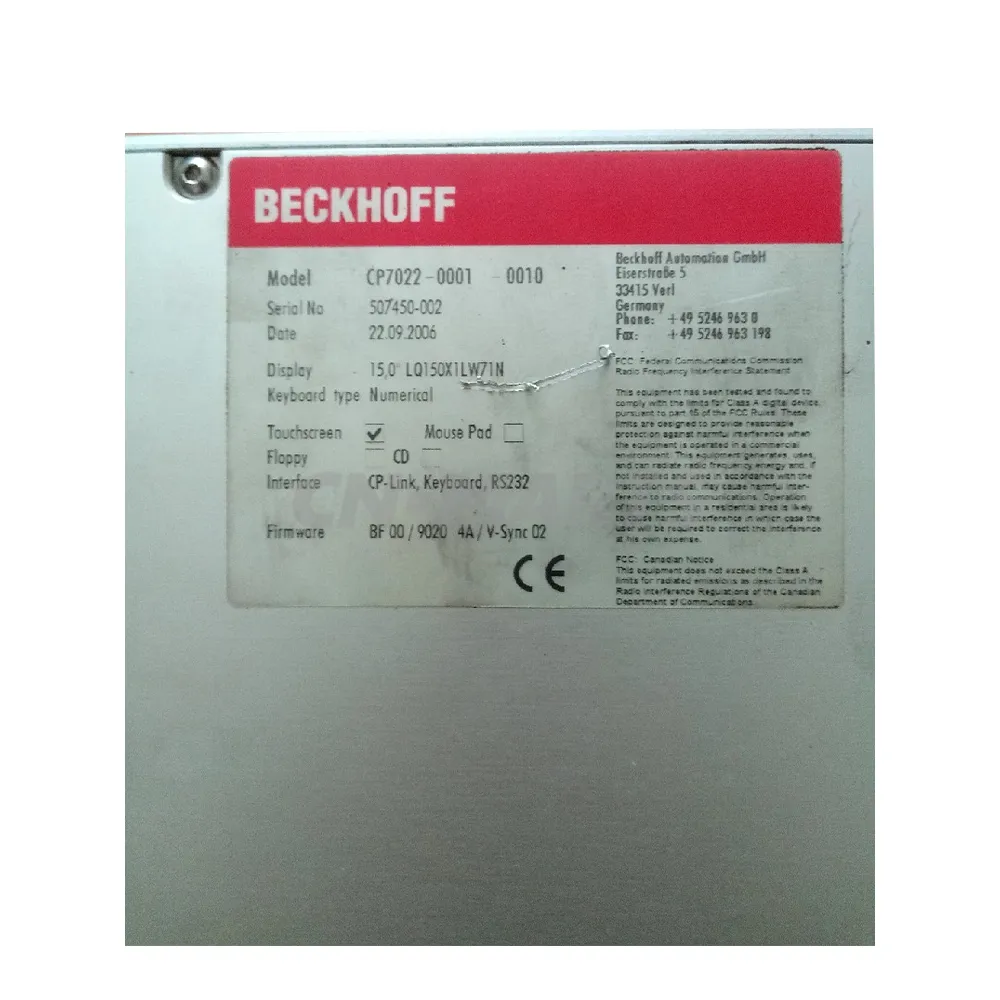 BECKHOFF
Model CP7022-0001 -0010
Serial No 507450-002
Date 22.09.2006
Display 15,0" LQ150X1LW71N
Keyboard type Numerical
Touchscreen Mouse Pad
Floppy CD
Interface CP-Link, Keyboard, RS232
Firmware BF 00 / 9020 4A / V-Sync 02
CE
Beckhoff Automation GmbH
Eiserstraße 5
33415 Verl
Germany
Phone: +49 5246 963 0
Fax: +49 5246 963 198
FCC: Federal Communications Commission
Radio Frequency Interference Statement
This equipment has been tested and found to
comply with the limits for Class A digital device,
pursuant to part 15 of the FCC Rules. These
limits are designed to provide reasonable
protection against harmful interference when
the equipment is operated in a commercial
environment. This equipment generates, uses,
and can radiate radio frequency energy and, if
not installed and used in accordance with the
instruction manual, may cause harmful inter-
ference to radio communications. Operation
of this equipment in a residential area is likely
to cause harmful interference in which case the
user will be required to correct the interference
at his own expense.
FCC: Canadian Notice
This equipment does not exceed the Class A
limits for radiated emissions as described in the
Radio Interference Regulations of the Canadian
Department of Communications.